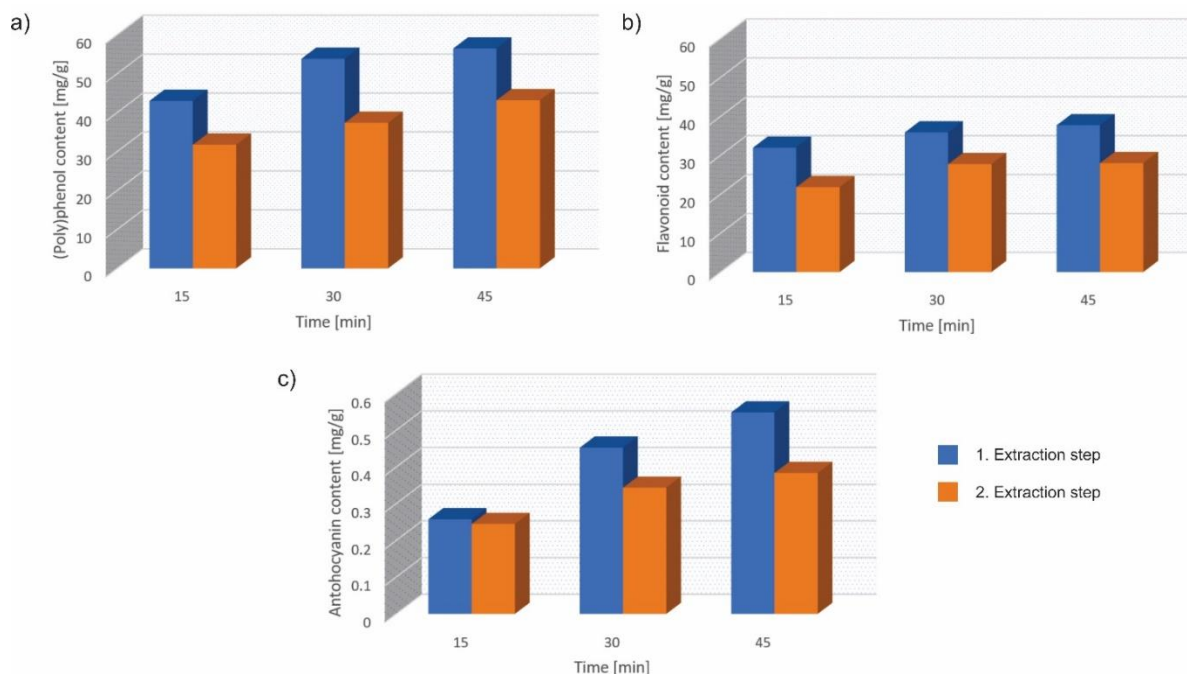 a)
60
50
40
30
20
10
0
(Poly)phenol content [mg/g]
15 30 45
Time [min]
b)
60
50
40
30
20
10
0
Flavonoid content [mg/g]
15 30 45
Time [min]
c)
0.6
0.5
0.4
0.3
0.2
0.1
0
Antohocyanin content [mg/g]
15 30 45
Time [min]
1. Extraction step
2. Extraction step